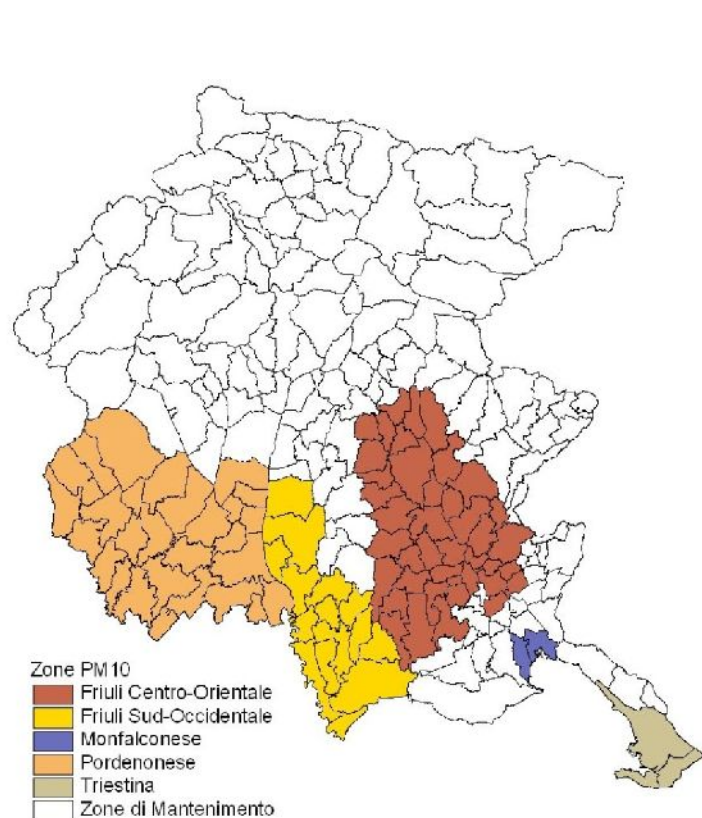 Zone PM10
Friuli Centro-Orientale
Friuli Sud-Occidentale
Monfalconese
Pordenonese
Triestina
Zone di Mantenimento